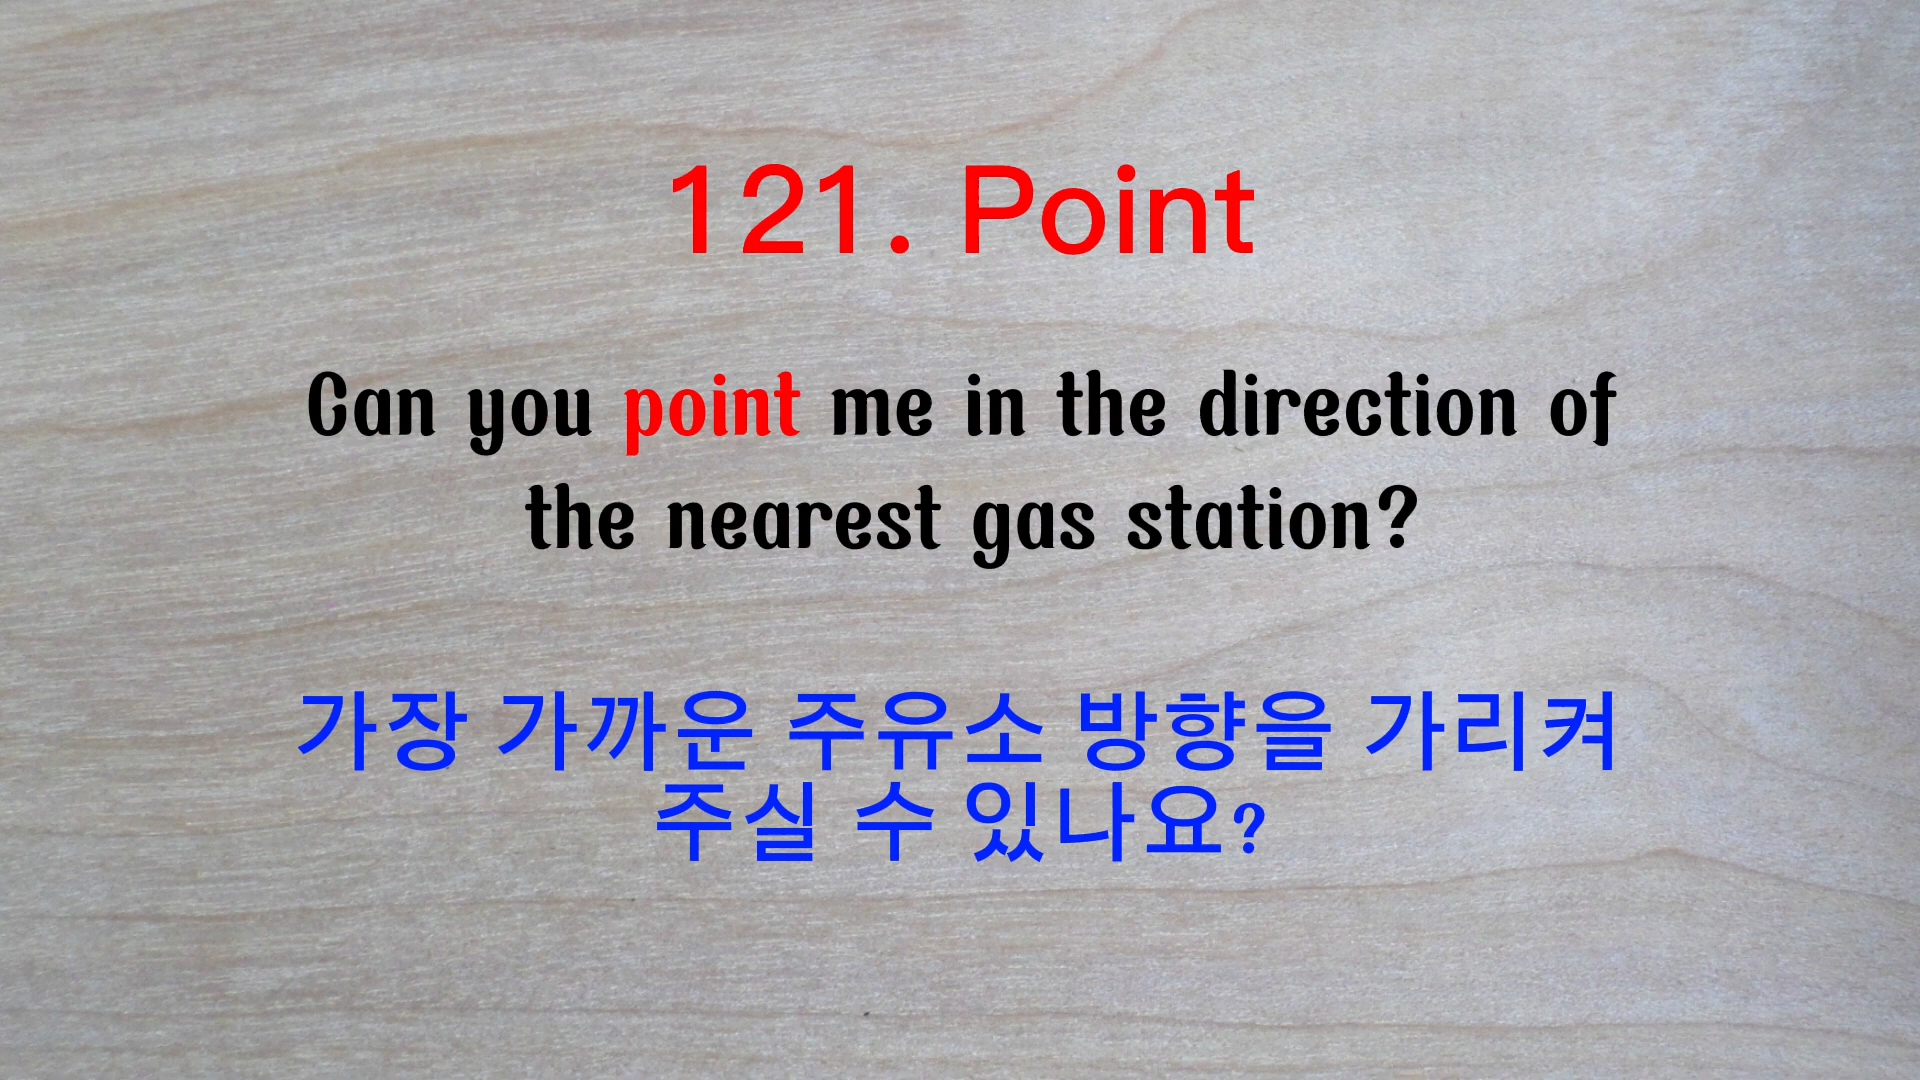 121. Point
Can you point me in the direction of
the nearest gas station?
가장 가까운 주유소 방향을 가리켜
주실 수 있나요?